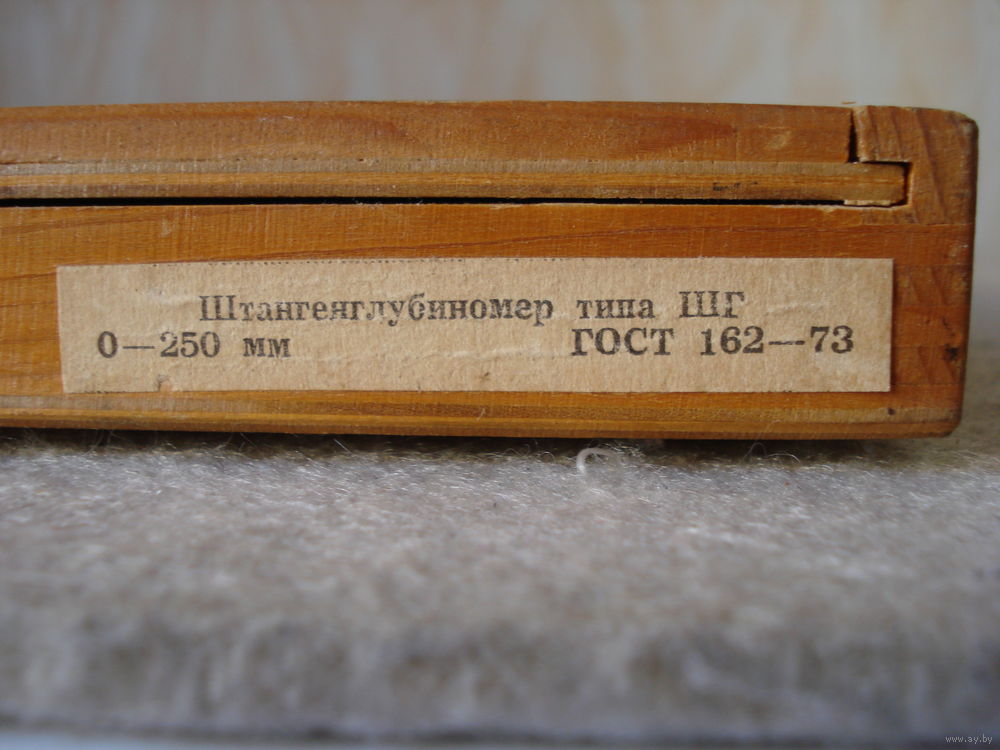 Штангенглубиномер типа ШГ
0—250 мм ГОСТ 162—73
www.ay.by